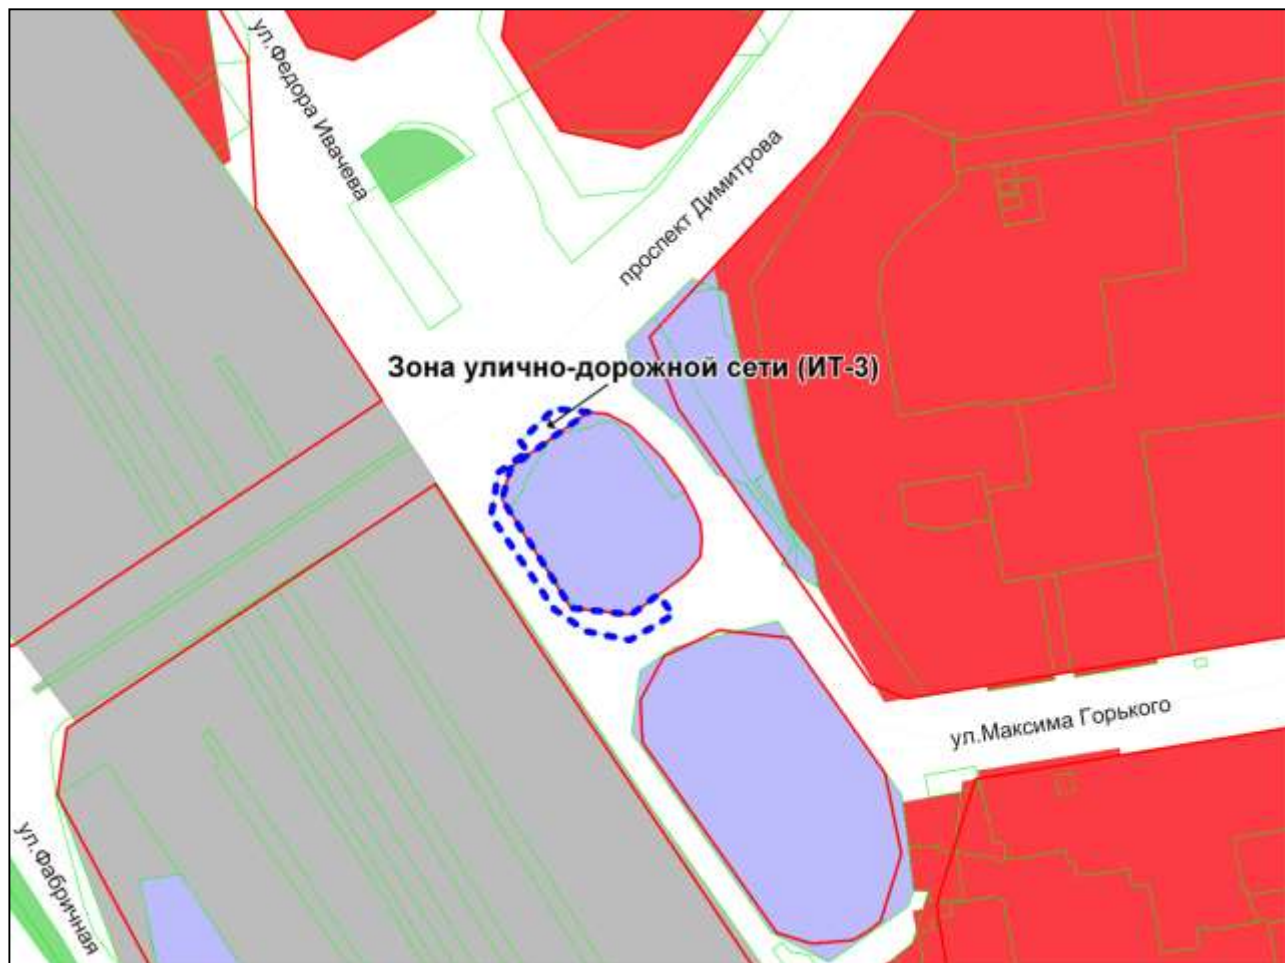 ул.Федора Ивачева
проспект Димитрова
Зона улично-дорожной сети (ИТ-3)
ул.Максима Горького
ул.Фабричная